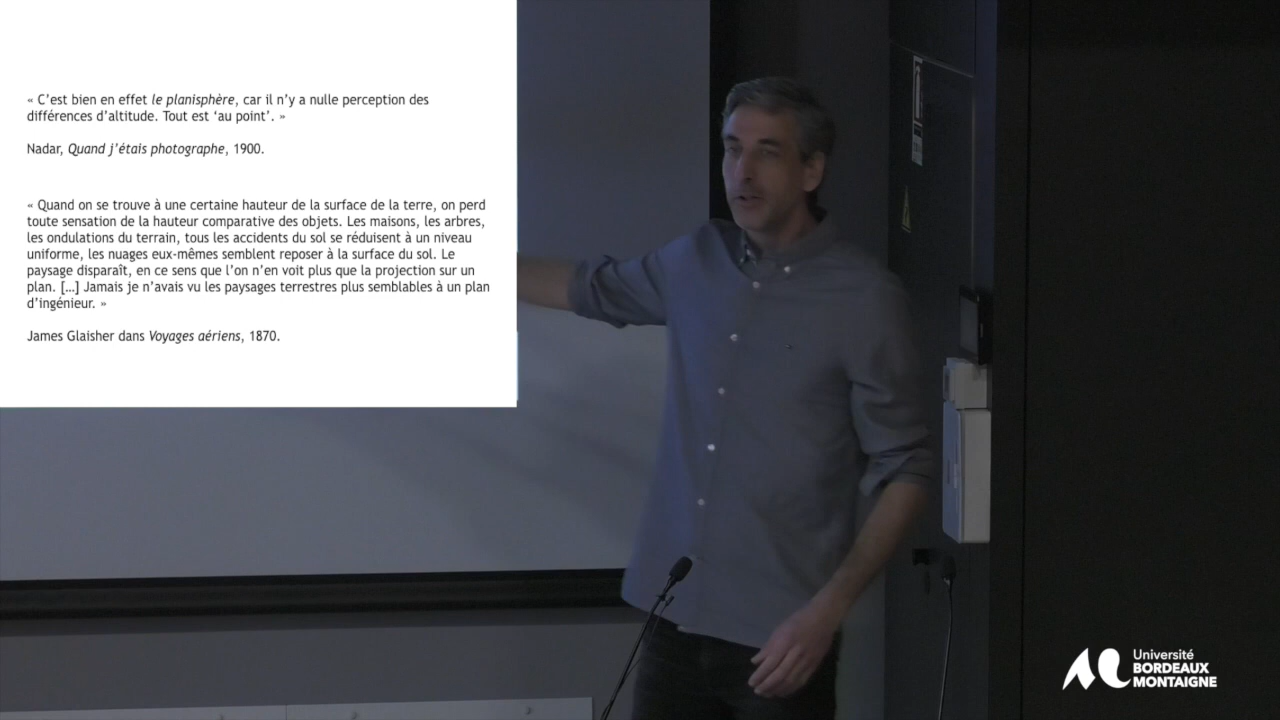 « C’est bien en effet le planisphère, car il n’y a nulle perception des
différences d’altitude. Tout est ‘au point’. »
Nadar, Quand j’étais photographe, 1900.
« Quand on se trouve à une certaine hauteur de la surface de la terre, on perd
toute sensation de la hauteur comparative des objets. Les maisons, les arbres,
les ondulations du terrain, tous les accidents du sol se réduisent à un niveau
uniforme, les nuages eux-mêmes semblent reposer à la surface du sol. Le
paysage disparaît, en ce sens que l’on n’en voit plus que la projection sur un
plan. […] Jamais je n’avais vu les paysages terrestres plus semblables à un plan
d’ingénieur. »
James Glaisher dans Voyages aériens, 1870.
Université
BORDEAUX
MONTAIGNE